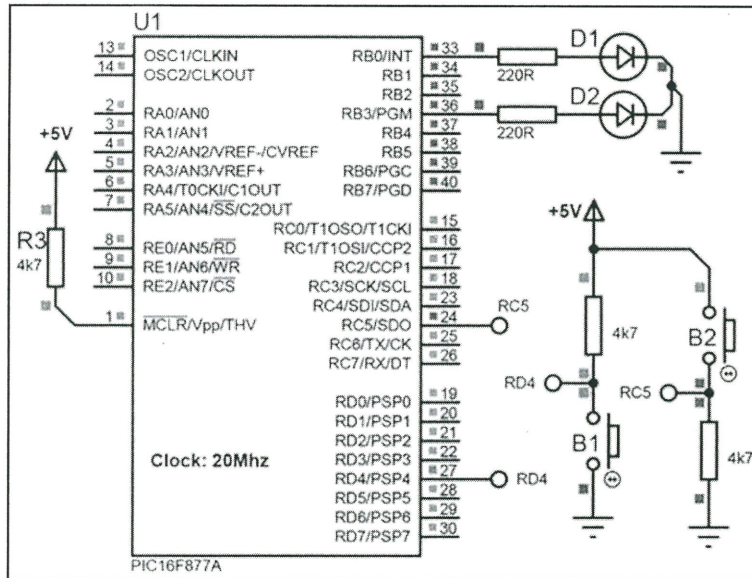 U1
13 OSC1/CLKIN
14 OSC2/CLKOUT
2 RA0/AN0
3 RA1/AN1
4 RA2/AN2/VREF-/CVREF
5 RA3/AN3/VREF+
6 RA4/T0CKI/C1OUT
7 RA5/AN4/SS/C2OUT
8 RE0/AN5/RD
9 RE1/AN6/WR
10 RE2/AN7/CS
1 MCLR/Vpp/THV
RB0/INT 33
RB1 34
RB2 35
RB3/PGM 36
RB4 37
RB5 38
RB6/PGC 39
RB7/PGD 40
RC0/T1OSO/T1CKI 15
RC1/T1OSI/CCP2 16
RC2/CCP1 17
RC3/SCK/SCL 18
RC4/SDI/SDA 23
RC5/SDO 24
RC6/TX/CK 25
RC7/RX/DT 26
RD0/PSP0 19
RD1/PSP1 20
RD2/PSP2 21
RD3/PSP3 22
RD4/PSP4 27
RD5/PSP5 28
RD6/PSP6 29
RD7/PSP7 30
Clock: 20Mhz
PIC16F877A
+5V
R3
4k7
220R
D1
220R
D2
RC5
RD4
+5V
4k7
RD4
B1
B2
RC5
4k7